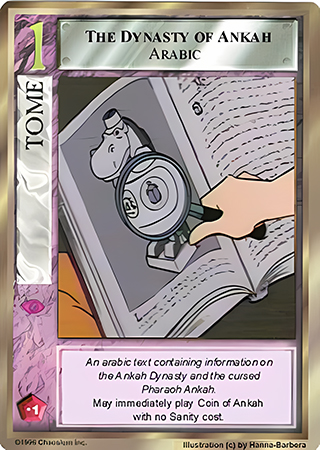 1
THE DYNASTY OF ANKAH
ARABIC
TOME
An arabic text containing information on
the Ankah Dynasty and the cursed
Pharaoh Ankah.
May immediately play Coin of Ankah
with no Sanity cost.
-1
©1996 Chaosium Inc.
Illustration (c) by Hanna-Barbera